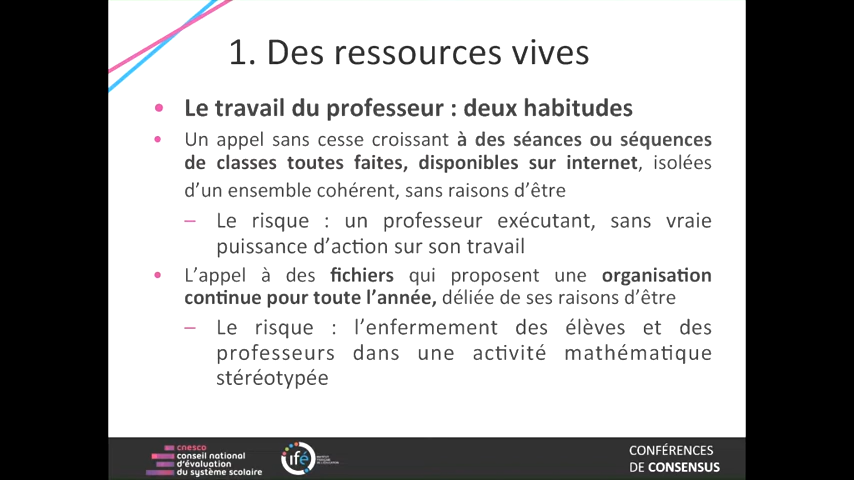 1. Des ressources vives
• Le travail du professeur : deux habitudes
• Un appel sans cesse croissant à des séances ou séquences
de classes toutes faites, disponibles sur internet, isolées
d'un ensemble cohérent, sans raisons d'être
– Le risque : un professeur exécutant, sans vraie
puissance d'action sur son travail
• L'appel à des fichiers qui proposent une organisation
continue pour toute l'année, déliée de ses raisons d'être
– Le risque : l'enfermement des élèves et des
professeurs dans une activité mathématique
stéréotypée
cnesco
conseil national
d'évaluation
du système scolaire
ifé
CONFÉRENCES
DE CONSENSUS